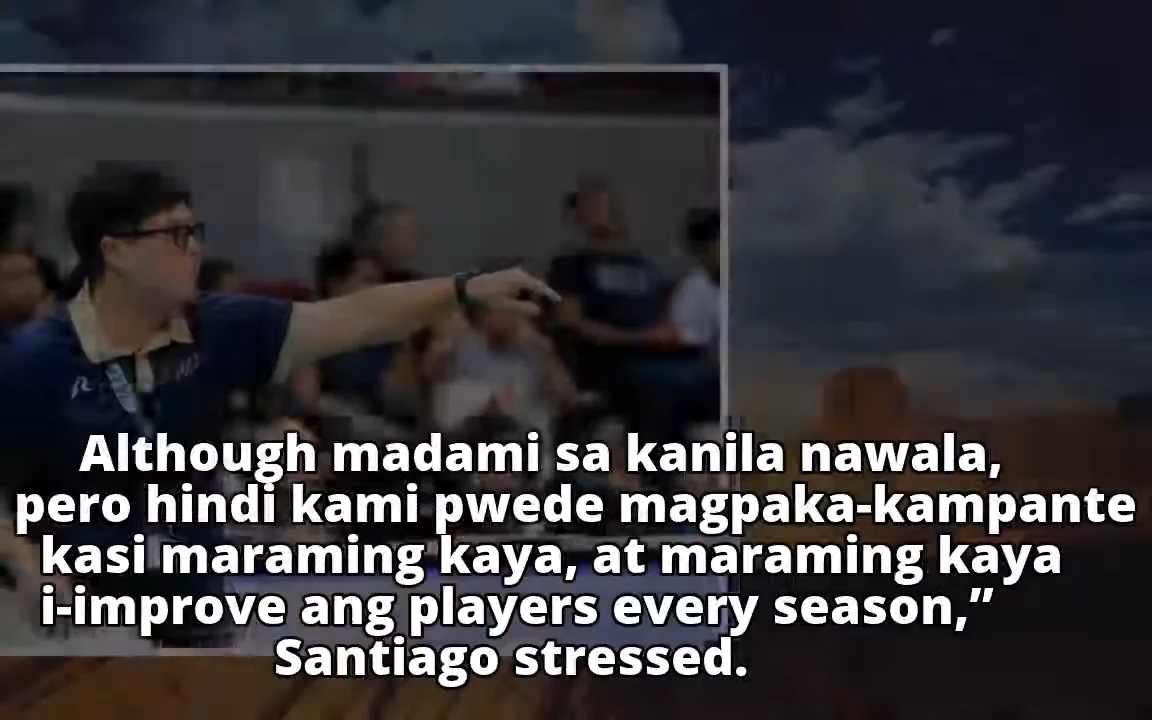 Although madami sa kanila nawala,
pero hindi kami pwede magpaka-kampante
kasi maraming kaya, at maraming kaya
i-improve ang players every season,”
Santiago stressed.